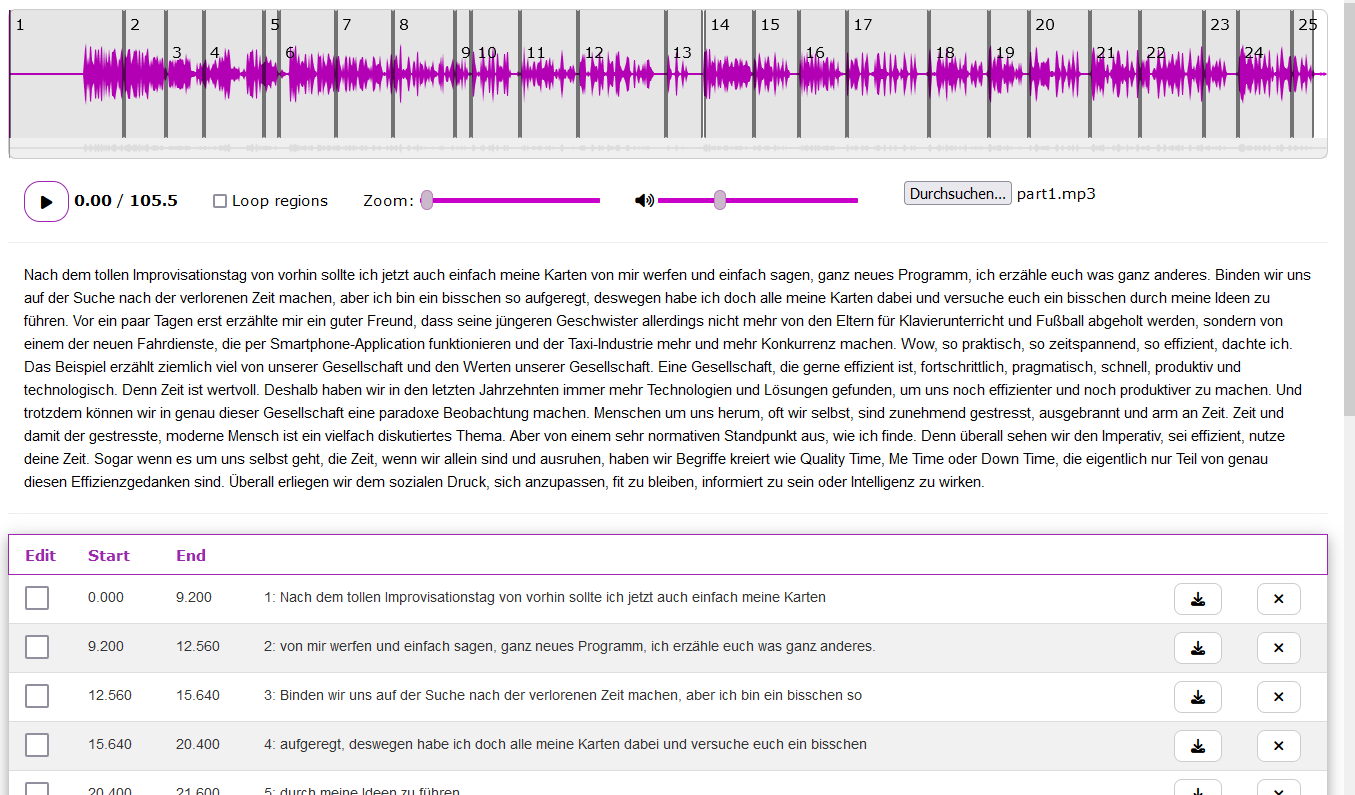 1 2 3 4 5 6 7 8 9 10 11 12 13 14 15 16 17 18 19 20 21 22 23 24 25
0.00 / 105.5 Loop regions Zoom: Durchsuchen... part1.mp3
Nach dem tollen Improvisationstag von vorhin sollte ich jetzt auch einfach meine Karten von mir werfen und einfach sagen, ganz neues Programm, ich erzähle euch was ganz anderes. Binden wir uns
auf der Suche nach der verlorenen Zeit machen, aber ich bin ein bisschen so aufgeregt, deswegen habe ich doch alle meine Karten dabei und versuche euch ein bisschen durch meine Ideen zu
führen. Vor ein paar Tagen erst erzählte mir ein guter Freund, dass seine jüngeren Geschwister allerdings nicht mehr von den Eltern für Klavierunterricht und Fußball abgeholt werden, sondern von
einem der neuen Fahrdienste, die per Smartphone-Application funktionieren und der Taxi-Industrie mehr und mehr Konkurrenz machen. Wow, so praktisch, so zeitspannend, so effizient, dachte ich.
Das Beispiel erzählt ziemlich viel von unserer Gesellschaft und den Werten unserer Gesellschaft. Eine Gesellschaft, die gerne effizient ist, fortschrittlich, pragmatisch, schnell, produktiv und
technologisch. Denn Zeit ist wertvoll. Deshalb haben wir in den letzten Jahrzehnten immer mehr Technologien und Lösungen gefunden, um uns noch effizienter und noch produktiver zu machen. Und
trotzdem können wir in genau dieser Gesellschaft eine paradoxe Beobachtung machen. Menschen um uns herum, oft wir selbst, sind zunehmend gestresst, ausgebrannt und arm an Zeit. Zeit und
damit der gestresste, moderne Mensch ist ein vielfach diskutiertes Thema. Aber von einem sehr normativen Standpunkt aus, wie ich finde. Denn überall sehen wir den Imperativ, sei effizient, nutze
deine Zeit. Sogar wenn es um uns selbst geht, die Zeit, wenn wir allein sind und ausruhen, haben wir Begriffe kreiert wie Quality Time, Me Time oder Down Time, die eigentlich nur Teil von genau
diesen Effizienzgedanken sind. Überall erliegen wir dem sozialen Druck, sich anzupassen, fit zu bleiben, informiert zu sein oder Intelligenz zu wirken.
Edit Start End
0.000 9.200 1: Nach dem tollen Improvisationstag von vorhin sollte ich jetzt auch einfach meine Karten
9.200 12.560 2: von mir werfen und einfach sagen, ganz neues Programm, ich erzähle euch was ganz anderes.
12.560 15.640 3: Binden wir uns auf der Suche nach der verlorenen Zeit machen, aber ich bin ein bisschen so
15.640 20.400 4: aufgeregt, deswegen habe ich doch alle meine Karten dabei und versuche euch ein bisschen
20.400 21.600 5: durch meine Ideen zu führen.